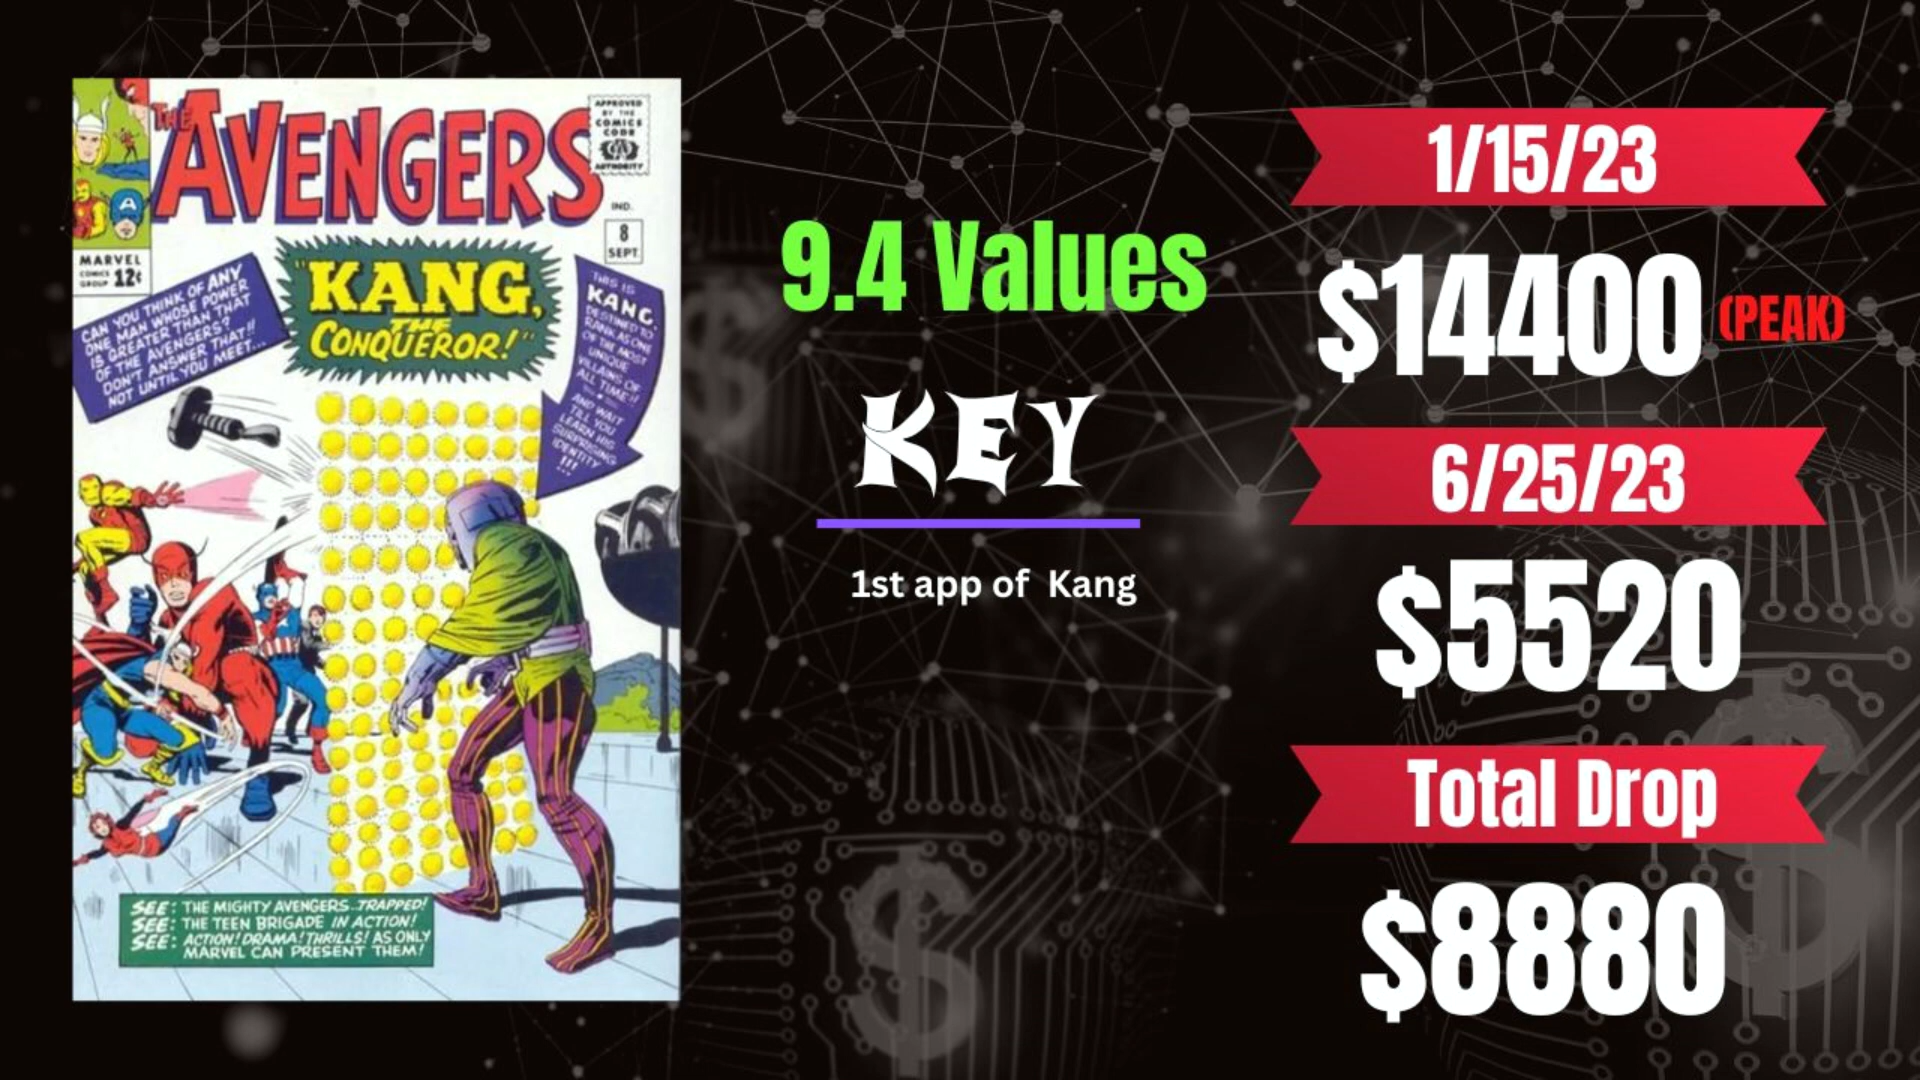 THE AVENGERS
APPROVED
BY THE
COMICS
CODE
AUTHORITY
IND.
8
SEPT.
MARVEL
COMICS
GROUP
12¢
CAN YOU THINK OF ANY
ONE MAN WHOSE POWER
IS GREATER THAN THAT
OF THE AVENGERS?
DON'T ANSWER THAT!!
NOT UNTIL YOU MEET...
"KANG,
THE
CONQUEROR!"
THIS IS
KANG,
DESTINED TO
RANK AS ONE
OF THE MOST
UNIQUE
VILLAINS OF
ALL TIME!!
AND WAIT
TILL YOU
LEARN HIS
SURPRISING
IDENTITY
!!!
...
A
SEE: THE MIGHTY AVENGERS..TRAPPED!
SEE: THE TEEN BRIGADE IN ACTION!
SEE: ACTION! DRAMA! THRILLS! AS ONLY
MARVEL CAN PRESENT THEM!
9.4 Values
KEY
1st app of Kang
1/15/23
$14400 (PEAK)
6/25/23
$5520
Total Drop
$8880